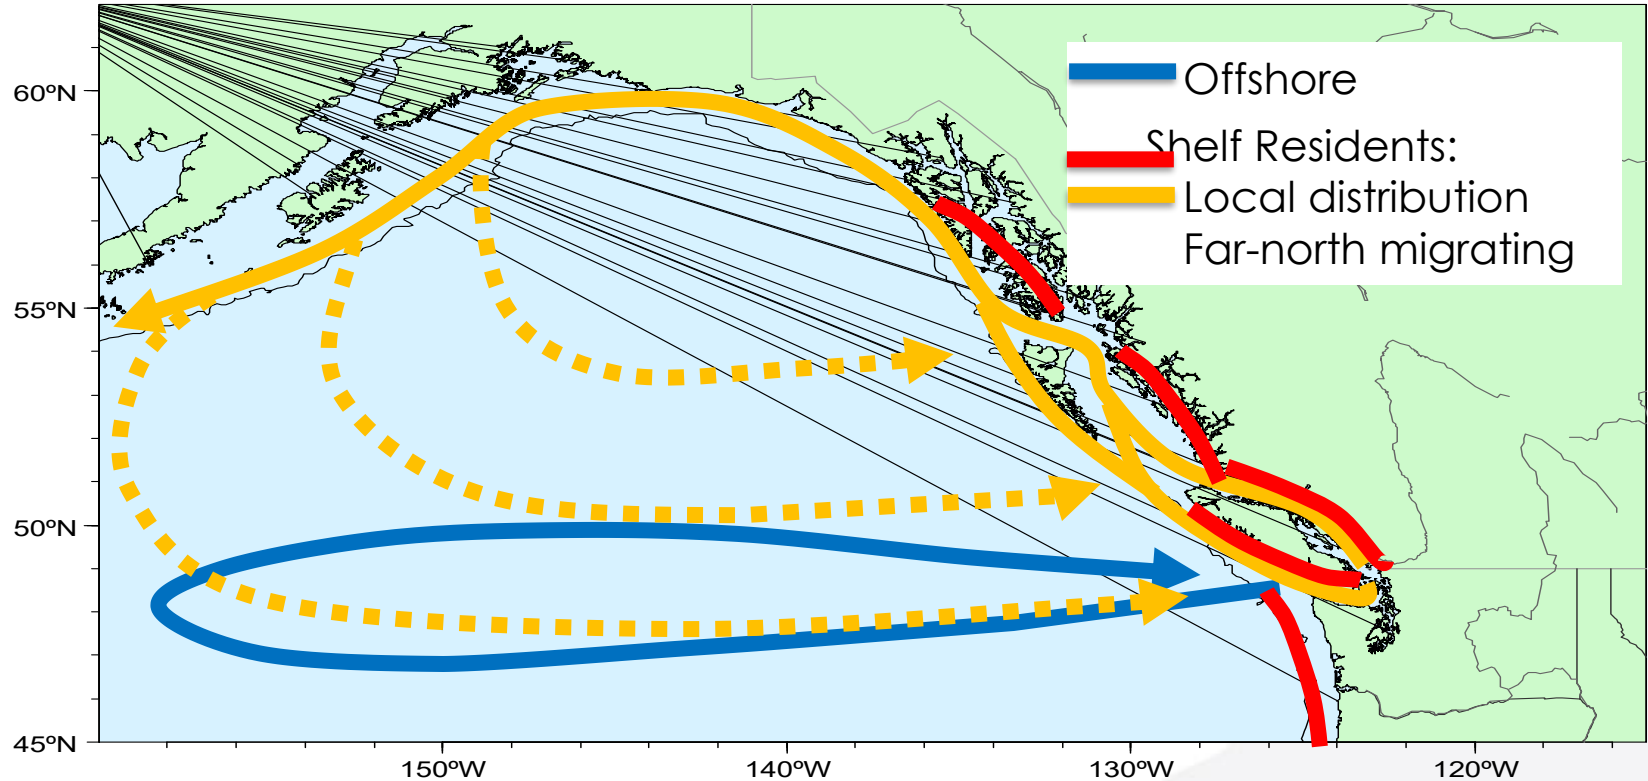 Offshore
Shelf Residents:
Local distribution
Far-north migrating
60ºN
55ºN
50ºN
45ºN
150ºW
140ºW
130ºW
120ºW